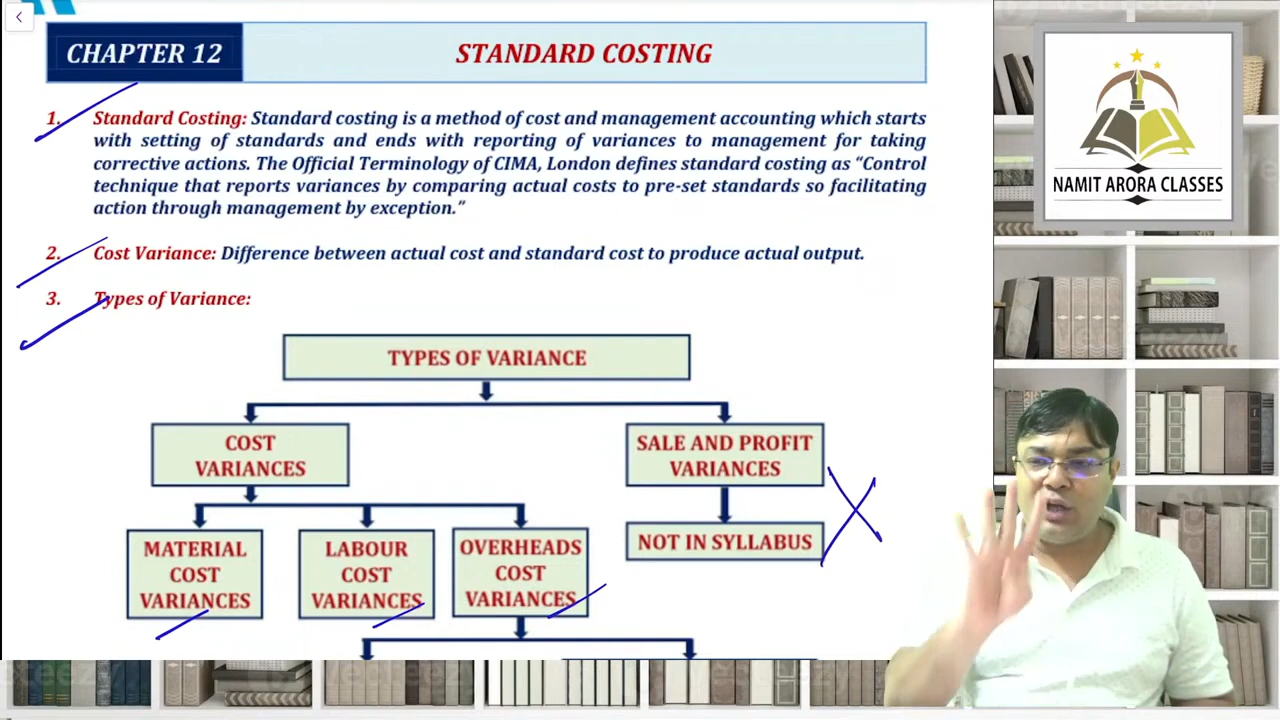 CHAPTER 12
STANDARD COSTING
1. Standard Costing: Standard costing is a method of cost and management accounting which starts
with setting of standards and ends with reporting of variances to management for taking
corrective actions. The Official Terminology of CIMA, London defines standard costing as “Control
technique that reports variances by comparing actual costs to pre-set standards so facilitating
action through management by exception.”
2. Cost Variance: Difference between actual cost and standard cost to produce actual output.
3. Types of Variance:
TYPES OF VARIANCE
COST
VARIANCES
SALE AND PROFIT
VARIANCES
MATERIAL
COST
VARIANCES
LABOUR
COST
VARIANCES
OVERHEADS
COST
VARIANCES
NOT IN SYLLABUS
NAMIT ARORA CLASSES